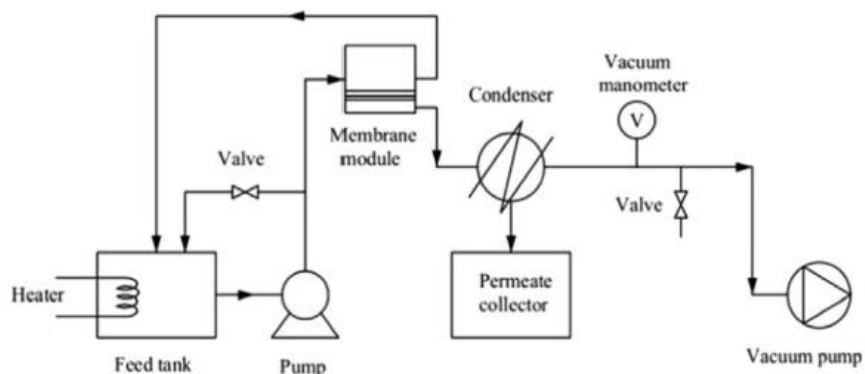 Vacuum
manometer
V
Condenser
Membrane
module
Valve
Valve
Heater
Permeate
collector
Feed tank
Pump
Vacuum pump